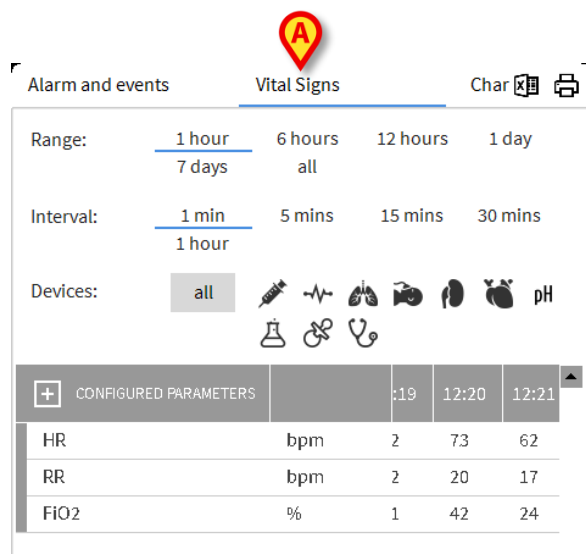 A
Alarm and events Vital Signs Char
Range: 1 hour 6 hours 12 hours 1 day
7 days all
Interval: 1 min 5 mins 15 mins 30 mins
1 hour
Devices: all pH
+ CONFIGURED PARAMETERS :19 12:20 12:21
HR bpm 2 73 62
RR bpm 2 20 17
FiO2 % 1 42 24